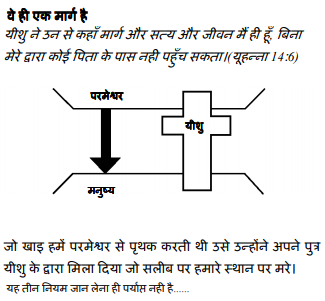 ये ही एक मार्ग है
यीशु ने उन से कहाँ मार्ग और सत्य और जीवन मैं ही हूँ, बिना
मेरे द्वारा कोई पिता के पास नही पहुँच सकता।(यूहन्ना 14:6)
परमेश्वर
यीशु
मनुष्य
जो खाइ हमें परमेश्वर से पृथक करती थी उसे उन्होंने अपने पुत्र
यीशु के द्वारा मिला दिया जो सलीब पर हमारे स्थान पर मरे।
यह तीन नियम जान लेना ही पर्याप्त नही है......